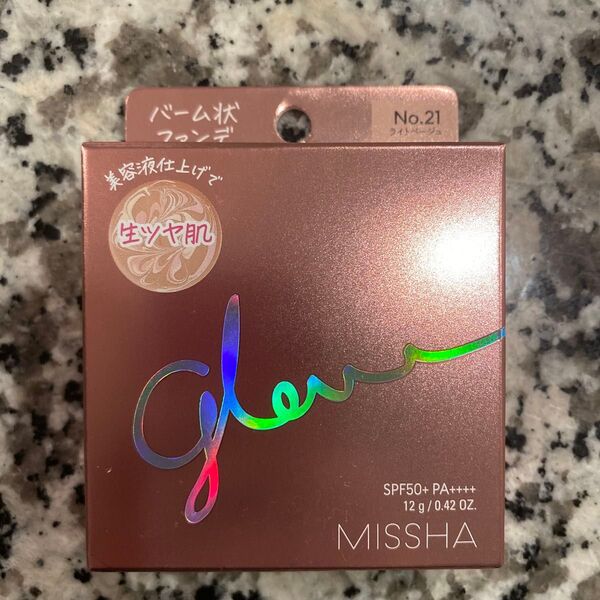 バーム状
ファンデ
No.21
ライトベージュ
美容液仕上げで
生ツヤ肌
Glow
SPF50+ PA++++
12 g / 0.42 OZ.
MISSHA